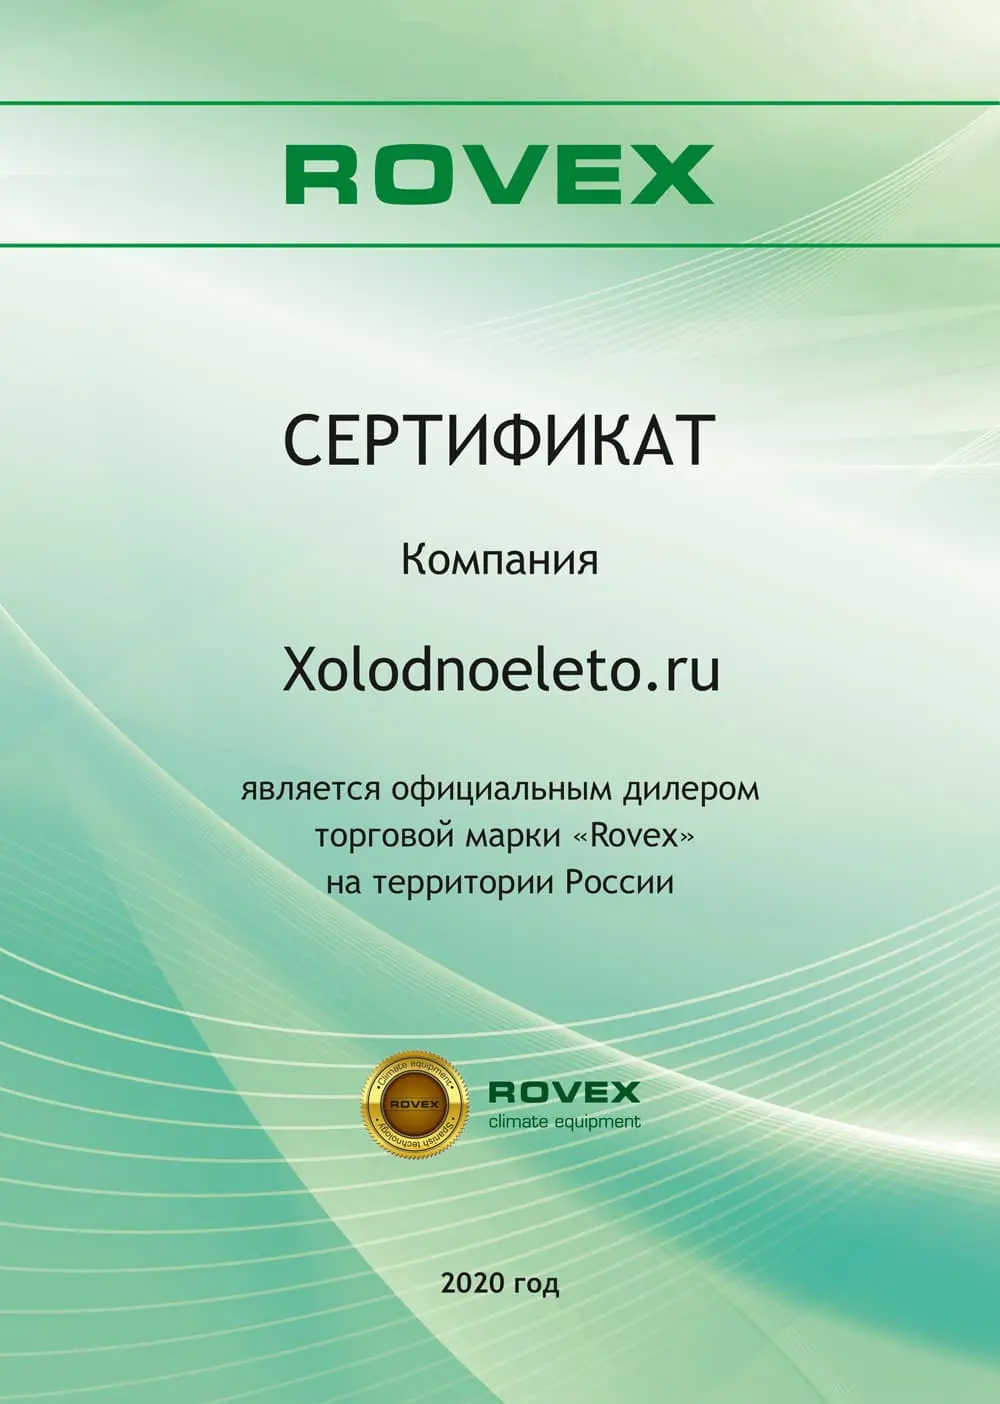 ROVEX
СЕРТИФИКАТ
Компания
Xolodnoeleto.ru
является официальным дилером
торговой марки «Rovex»
на территории России
Climate equipment
ROVEX
Spanish technology
ROVEX
climate equipment
2020 год